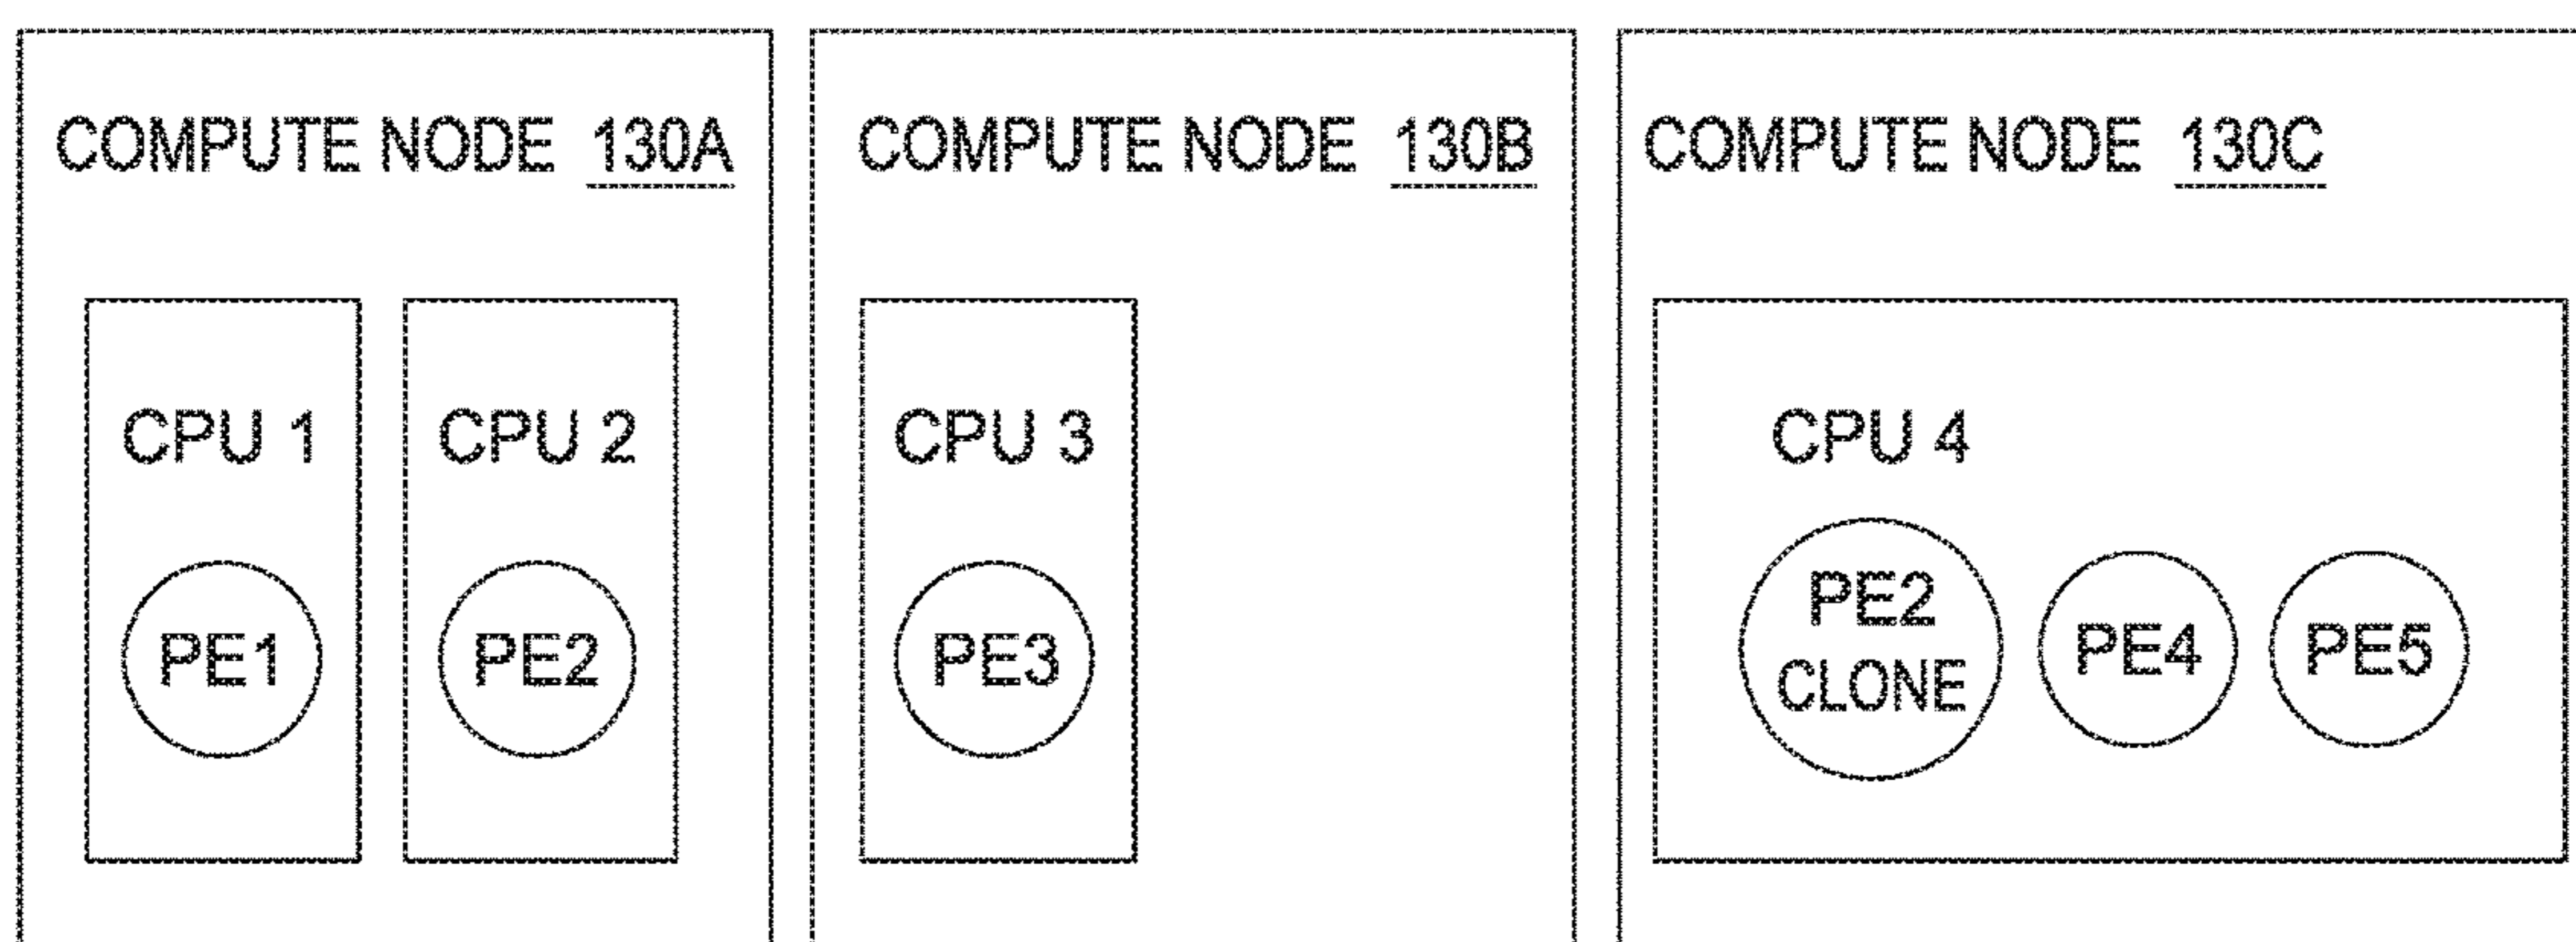 COMPUTE NODE 130A
COMPUTE NODE 130B
COMPUTE NODE 130C
CPU 1
CPU 2
CPU 3
CPU 4
PE1
PE2
PE3
PE2
CLONE
PE4
PE5